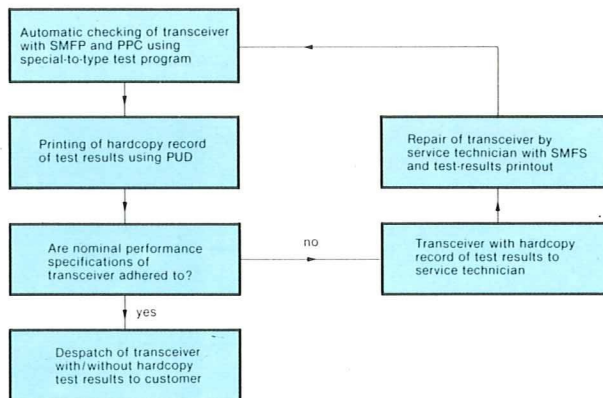 Automatic checking of transceiver
with SMFP and PPC using
special-to-type test program
Printing of hardcopy record
of test results using PUD
Repair of transceiver by
service technician with SMFS
and test-results printout
Are nominal performance
specifications of
transceiver adhered to?
no
Transceiver with hardcopy
record of test results to
service technician
yes
Despatch of transceiver
with/without hardcopy
test results to customer